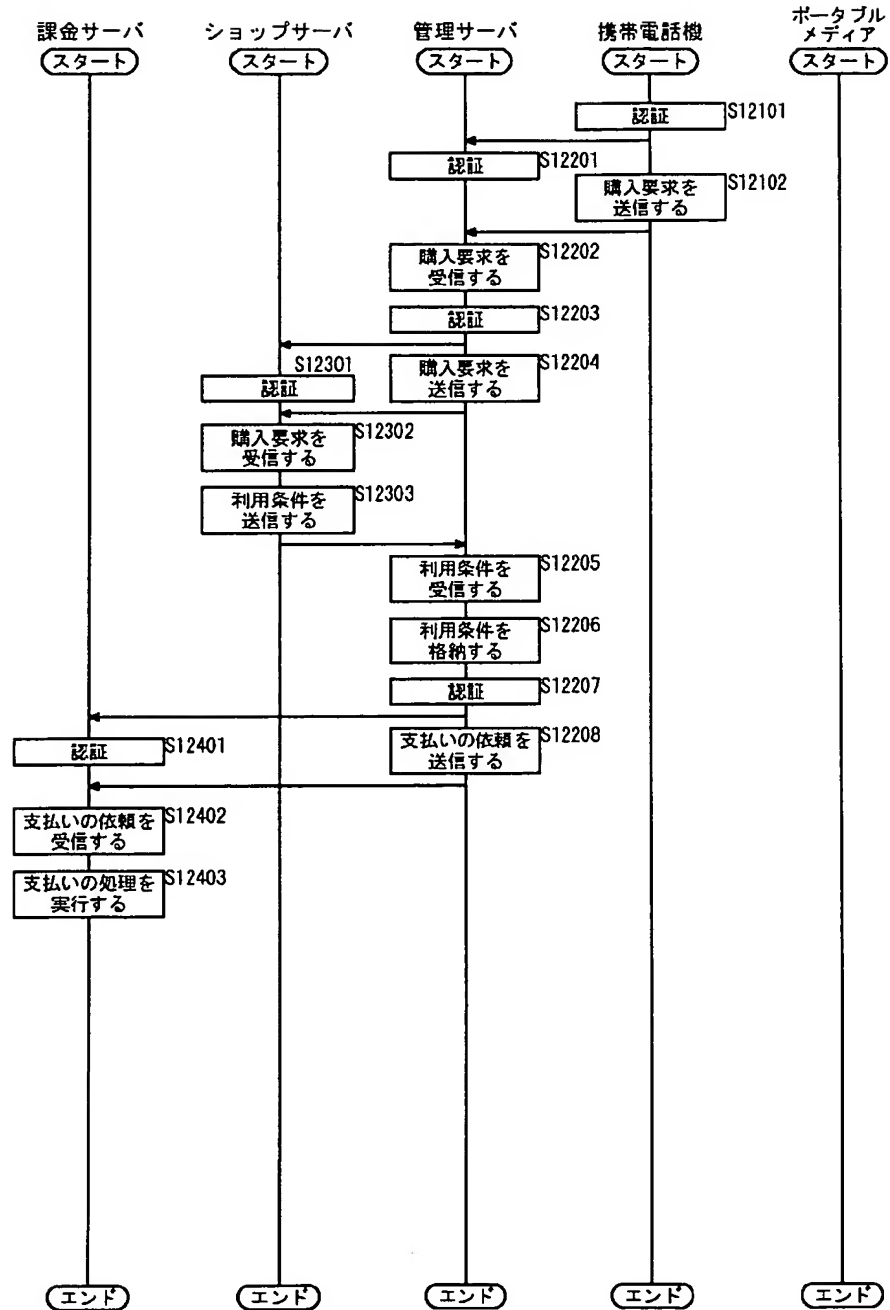 課金サーバ
ショップサーバ
管理サーバ
携帯電話機
ポータブル
メディア
スタート
スタート
スタート
スタート
スタート
認証
S12101
認証
S12201
購入要求を
送信する
S12102
購入要求を
受信する
S12202
認証
S12203
S12301
認証
購入要求を
送信する
S12204
購入要求を
受信する
S12302
利用条件を
送信する
S12303
利用条件を
受信する
S12205
利用条件を
格納する
S12206
認証
S12207
認証
S12401
支払いの依頼を
送信する
S12208
支払いの依頼を
受信する
S12402
支払いの処理を
実行する
S12403
エンド
エンド
エンド
エンド
エンド